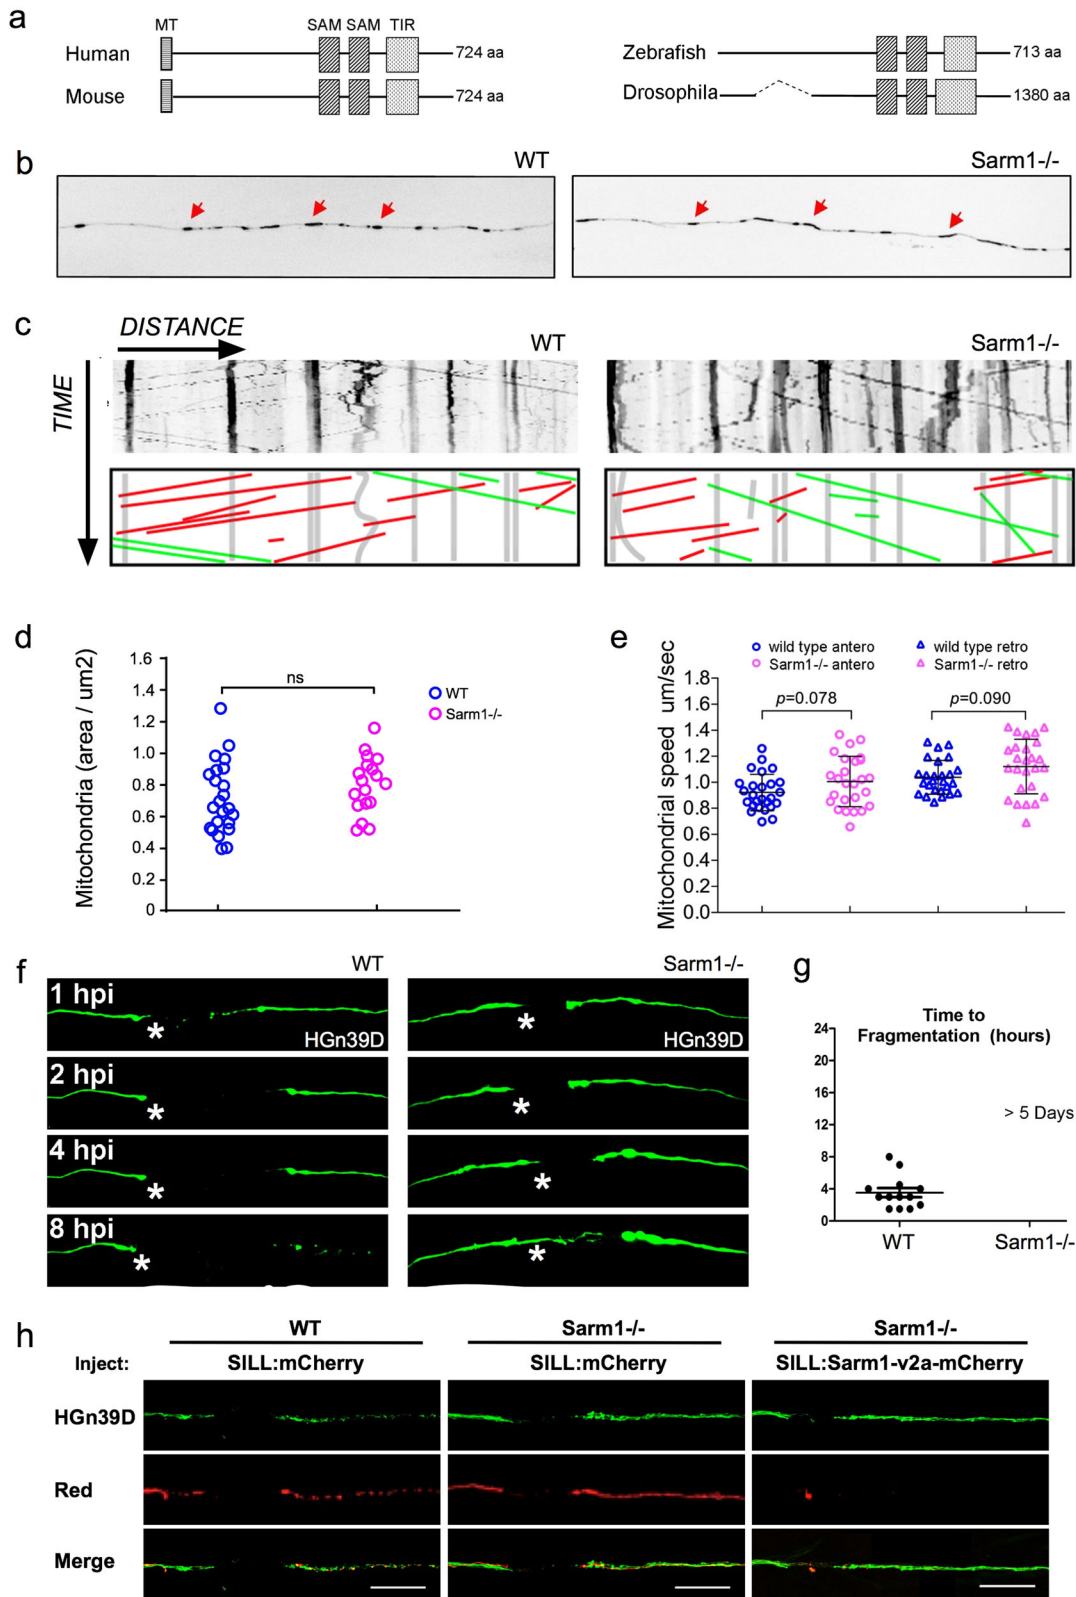 a
MT SAM SAM TIR
Human 724 aa
Mouse 724 aa
Zebrafish 713 aa
Drosophila 1380 aa
b
WT
Sarm1-/-
c
DISTANCE
TIME
WT
Sarm1-/-
d
Mitochondria (area / um2)
1.6
1.4
1.2
1.0
0.8
0.6
0.4
0.2
0
ns
WT
Sarm1-/-
e
wild type antero
Sarm1-/- antero
wild type retro
Sarm1-/- retro
Mitochondrial speed um/sec
1.8
1.6
1.4
1.2
1.0
0.8
0.6
0.4
0.2
0.0
p=0.078
p=0.090
f
WT
Sarm1-/-
1 hpi
*
HGn39D
*
HGn39D
2 hpi
*
*
4 hpi
*
*
8 hpi
*
*
g
Time to
Fragmentation (hours)
24
20
16
12
8
4
0
> 5 Days
WT
Sarm1-/-
h
WT
Sarm1-/-
Sarm1-/-
Inject: SILL:mCherry SILL:mCherry SILL:Sarm1-v2a-mCherry
HGn39D
Red
Merge